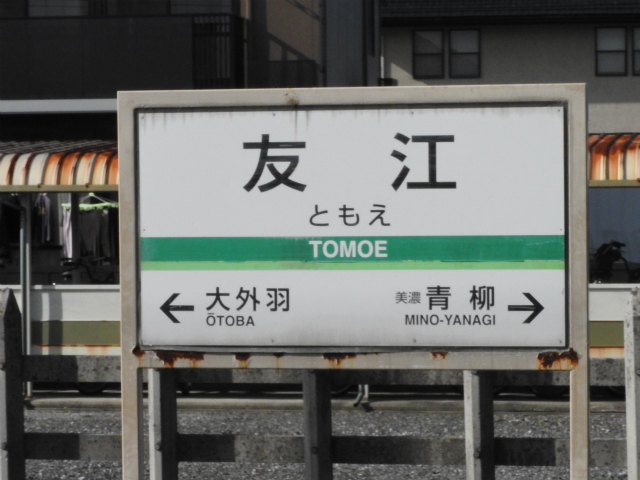 友江
ともえ
TOMOE
← 大外羽
ŌTOBA
美濃青柳 →
MINO-YANAGI